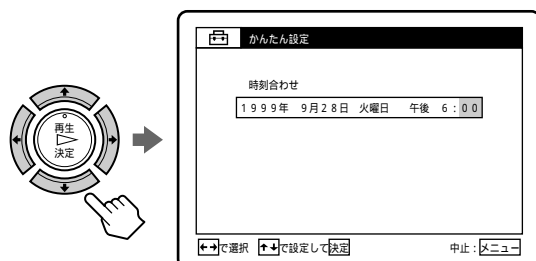 かんたん設定
時刻合わせ
1999年 9月28日 火曜日 午後 6:00
再生
決定
←→で選択 ↑↓で設定して決定 中止:メニュー